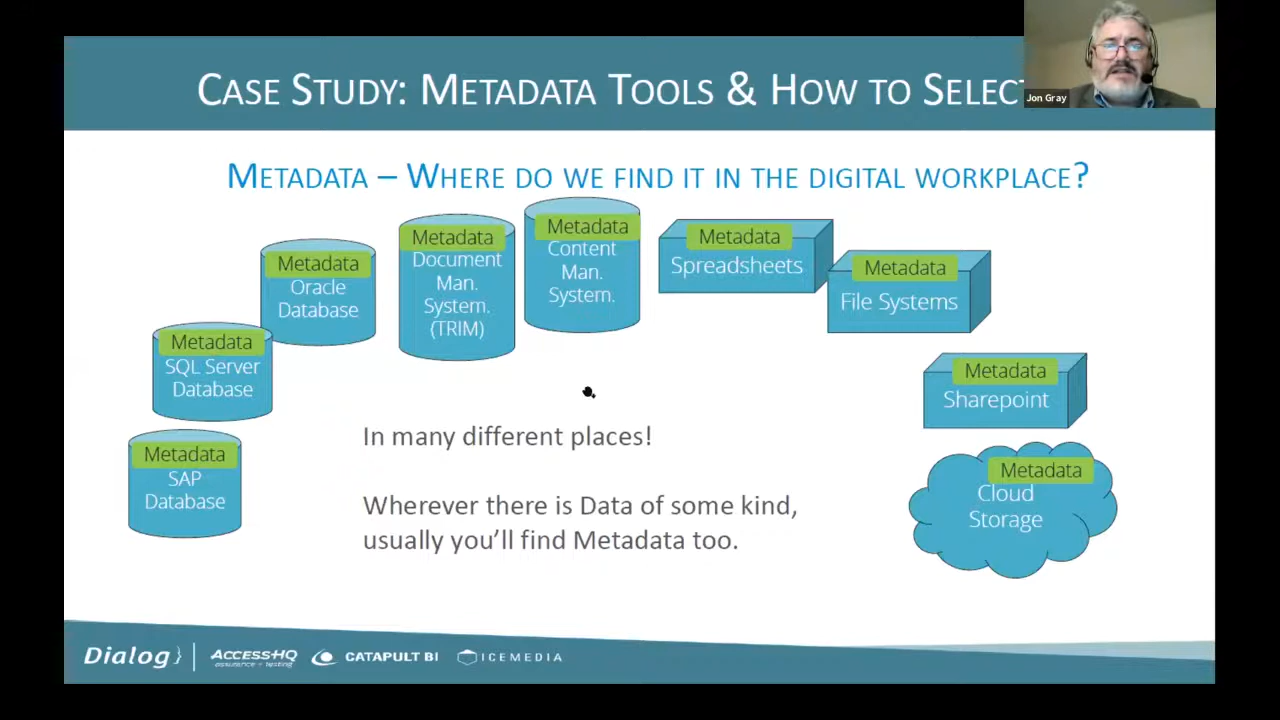 CASE STUDY: METADATA TOOLS & HOW TO SELEC
Jon Gray
METADATA – WHERE DO WE FIND IT IN THE DIGITAL WORKPLACE?
Metadata
SAP
Database
Metadata
SQL Server
Database
Metadata
Oracle
Database
Metadata
Document
Man.
System.
(TRIM)
Metadata
Content
Man.
System.
Metadata
Spreadsheets
Metadata
File Systems
Metadata
Sharepoint
Metadata
Cloud
Storage
In many different places!
Wherever there is Data of some kind,
usually you’ll find Metadata too.
Dialog
ACCESSHQ
assurance + testing
CATAPULT BI
ICEMEDIA